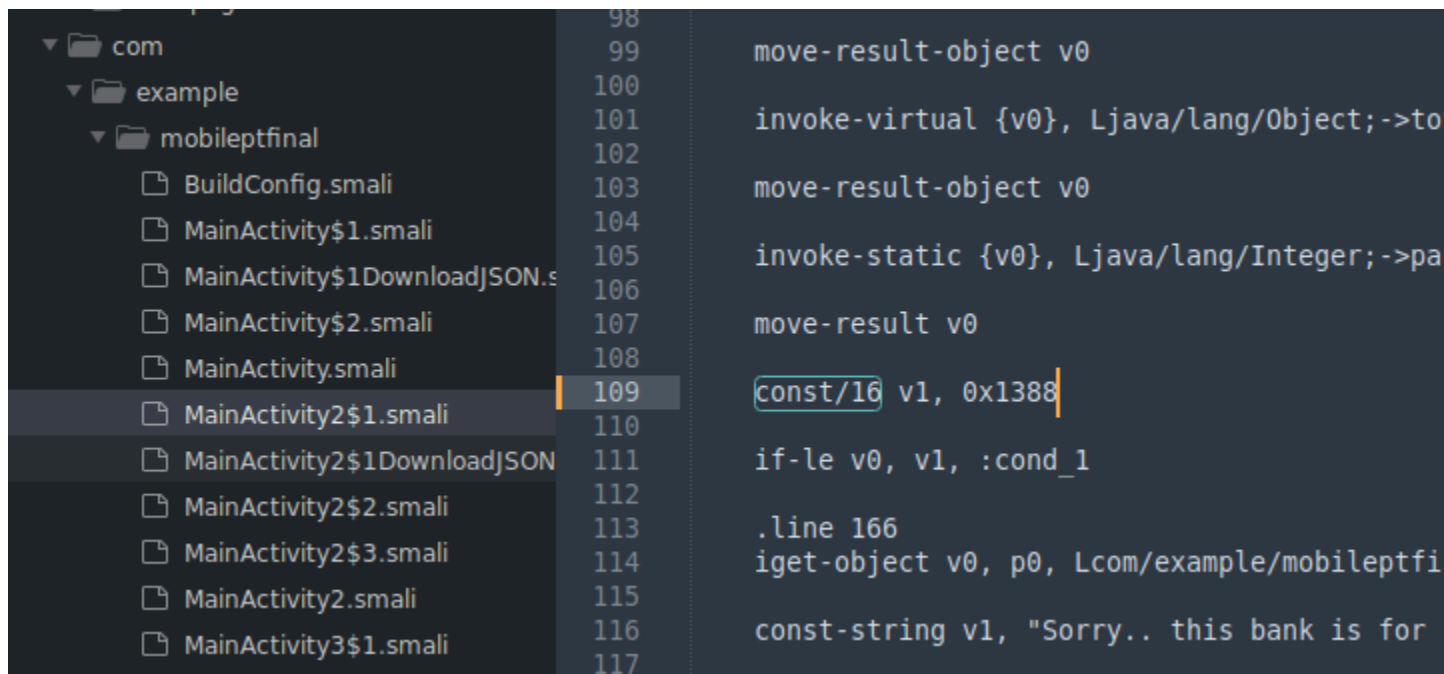 com
example
mobileptfinal
BuildConfig.smali
MainActivity$1.smali
MainActivity$1DownloadJSON.s
MainActivity$2.smali
MainActivity.smali
MainActivity2$1.smali
MainActivity2$1DownloadJSON
MainActivity2$2.smali
MainActivity2$3.smali
MainActivity2.smali
MainActivity3$1.smali
98
99 move-result-object v0
100
101 invoke-virtual {v0}, Ljava/lang/Object;->to
102
103 move-result-object v0
104
105 invoke-static {v0}, Ljava/lang/Integer;->pa
106
107 move-result v0
108
109 const/16 v1, 0x1388
110
111 if-le v0, v1, :cond_1
112
113 .line 166
114 iget-object v0, p0, Lcom/example/mobileptfi
115
116 const-string v1, "Sorry.. this bank is for
117